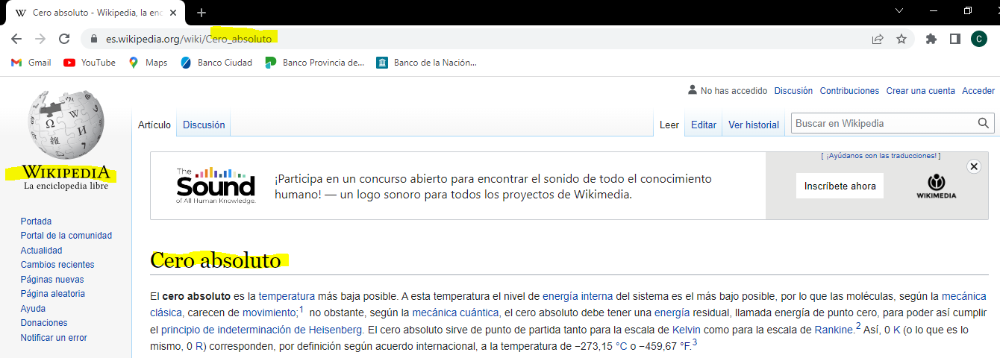 Cero absoluto - Wikipedia, la enc
es.wikipedia.org/wiki/Cero_absoluto
C
Gmail YouTube Maps Banco Ciudad Banco Provincia de... Banco de la Nación...
No has accedido Discusión Contribuciones Crear una cuenta Acceder
Artículo Discusión Leer Editar Ver historial Buscar en Wikipedia
WIKIPEDIA
La enciclopedia libre
Portada
Portal de la comunidad
Actualidad
Cambios recientes
Páginas nuevas
Página aleatoria
Ayuda
Donaciones
Notificar un error
[ ¡Ayúdanos con las traducciones! ]
The
Sound
of All Human Knowledge.
¡Participa en un concurso abierto para encontrar el sonido de todo el conocimiento
humano! — un logo sonoro para todos los proyectos de Wikimedia.
Inscríbete ahora
WIKIMEDIA
Cero absoluto
El cero absoluto es la temperatura más baja posible. A esta temperatura el nivel de energía interna del sistema es el más bajo posible, por lo que las moléculas, según la mecánica
clásica, carecen de movimiento;1 no obstante, según la mecánica cuántica, el cero absoluto debe tener una energía residual, llamada energía de punto cero, para poder así cumplir
el principio de indeterminación de Heisenberg. El cero absoluto sirve de punto de partida tanto para la escala de Kelvin como para la escala de Rankine.2 Así, 0 K (o lo que es lo
mismo, 0 R) corresponden, por definición según acuerdo internacional, a la temperatura de −273,15 °C o −459,67 °F.3